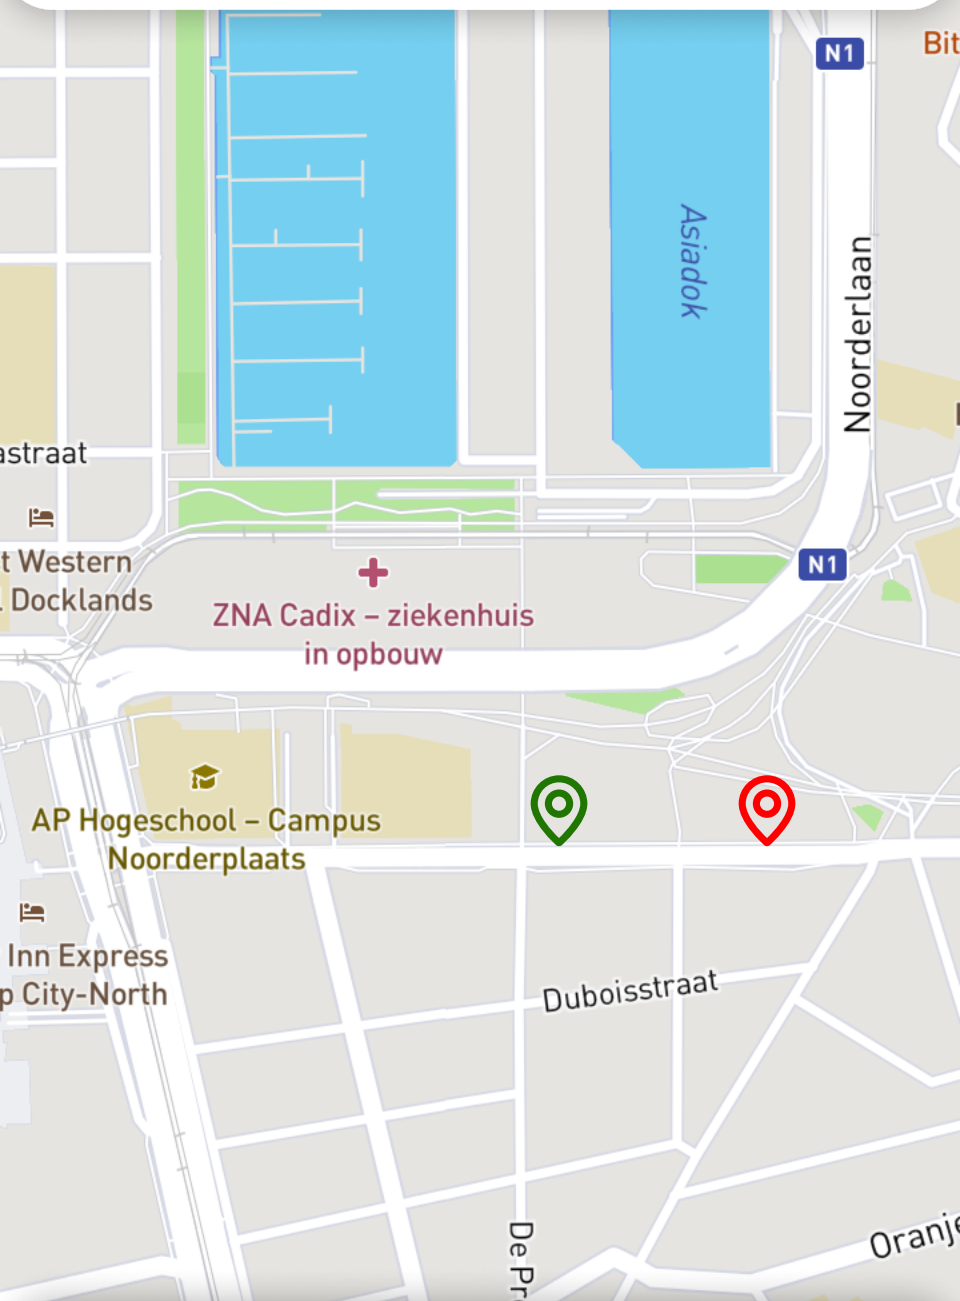 N1
Bit
Asiadok
Noorderlaan
astraat
t Western
. Docklands
N1
ZNA Cadix – ziekenhuis
in opbouw
AP Hogeschool – Campus
Noorderplaats
Inn Express
p City-North
Duboisstraat
De Pr
Oranje